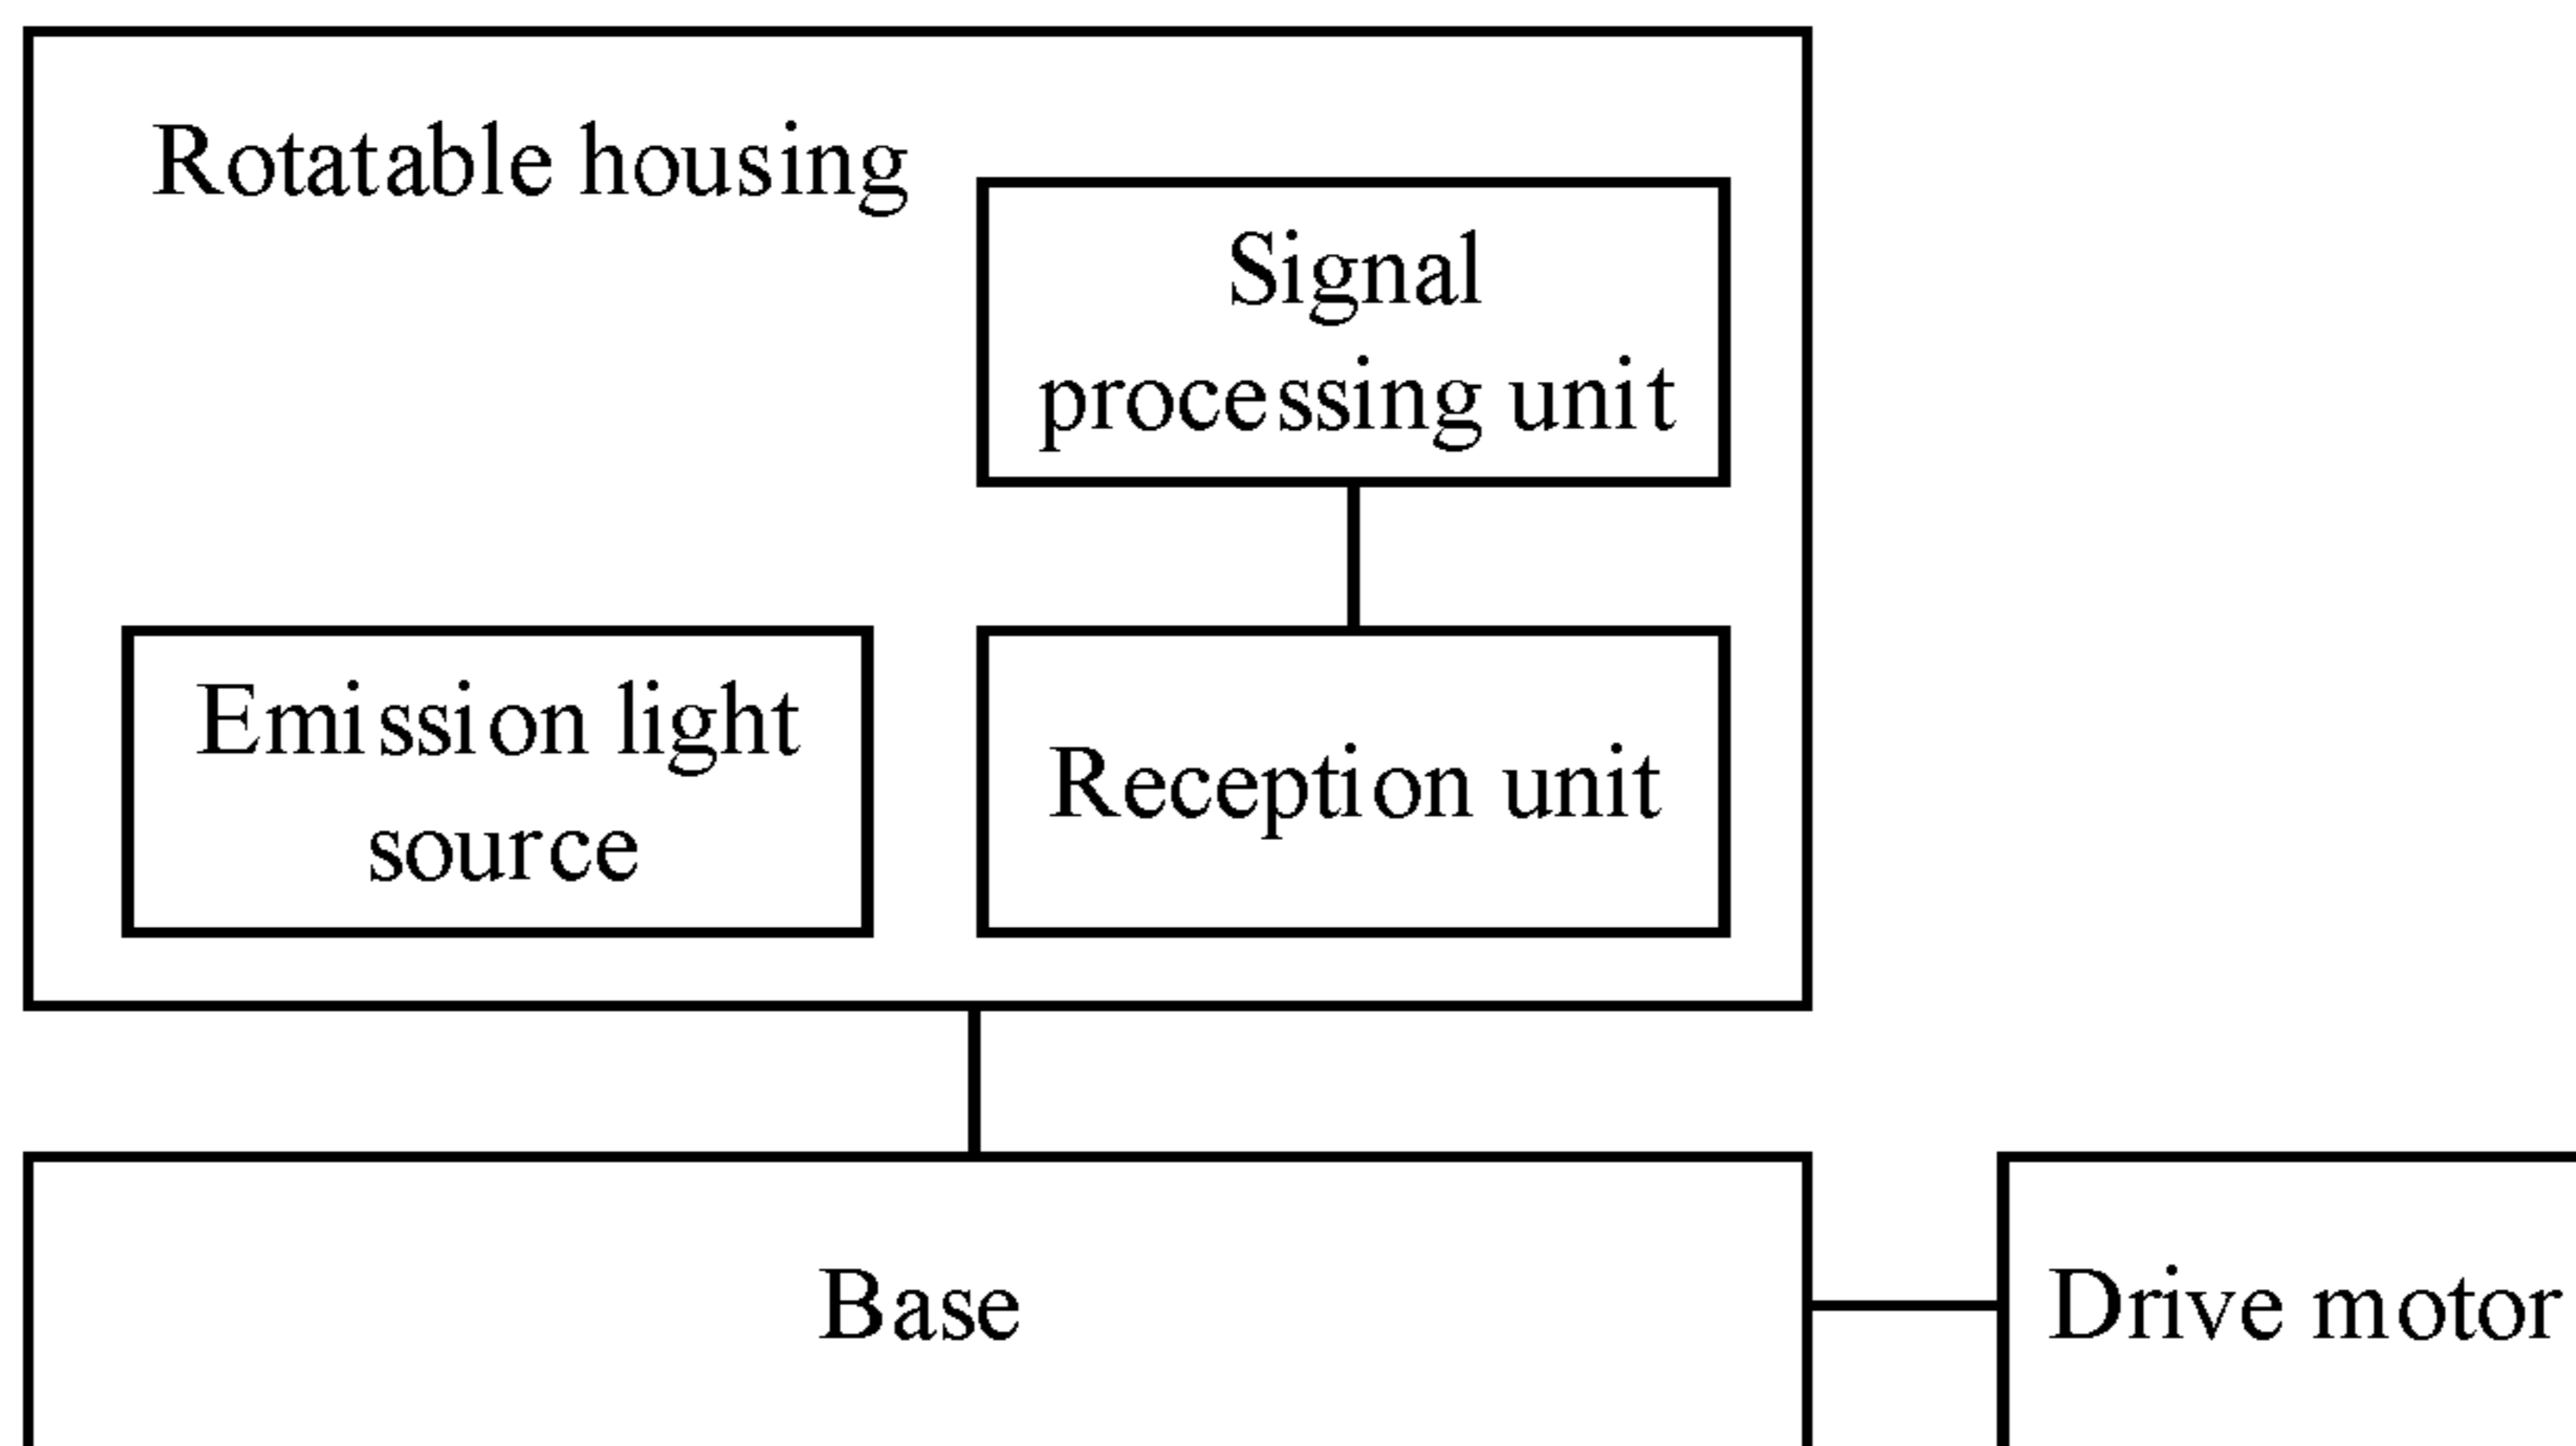 Rotatable housing
Signal
processing unit
Emission light
source
Reception unit
Base
Drive motor